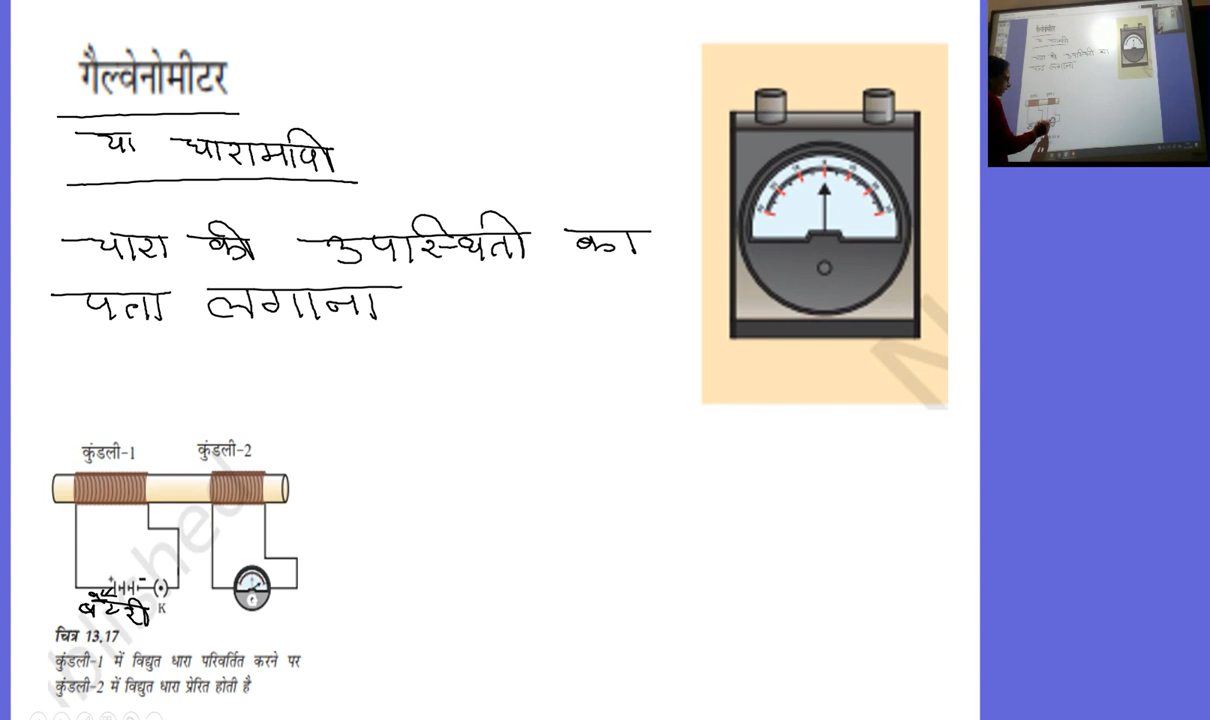 गैल्वेनोमीटर
या धारामापी
धारा की उपस्थिती का
पता लगाना
कुंडली-1 कुंडली-2
+ -
बैटरी K
G
चित्र 13.17
कुंडली-1 में विद्युत धारा परिवर्तित करने पर
कुंडली-2 में विद्युत धारा प्रेरित होती है